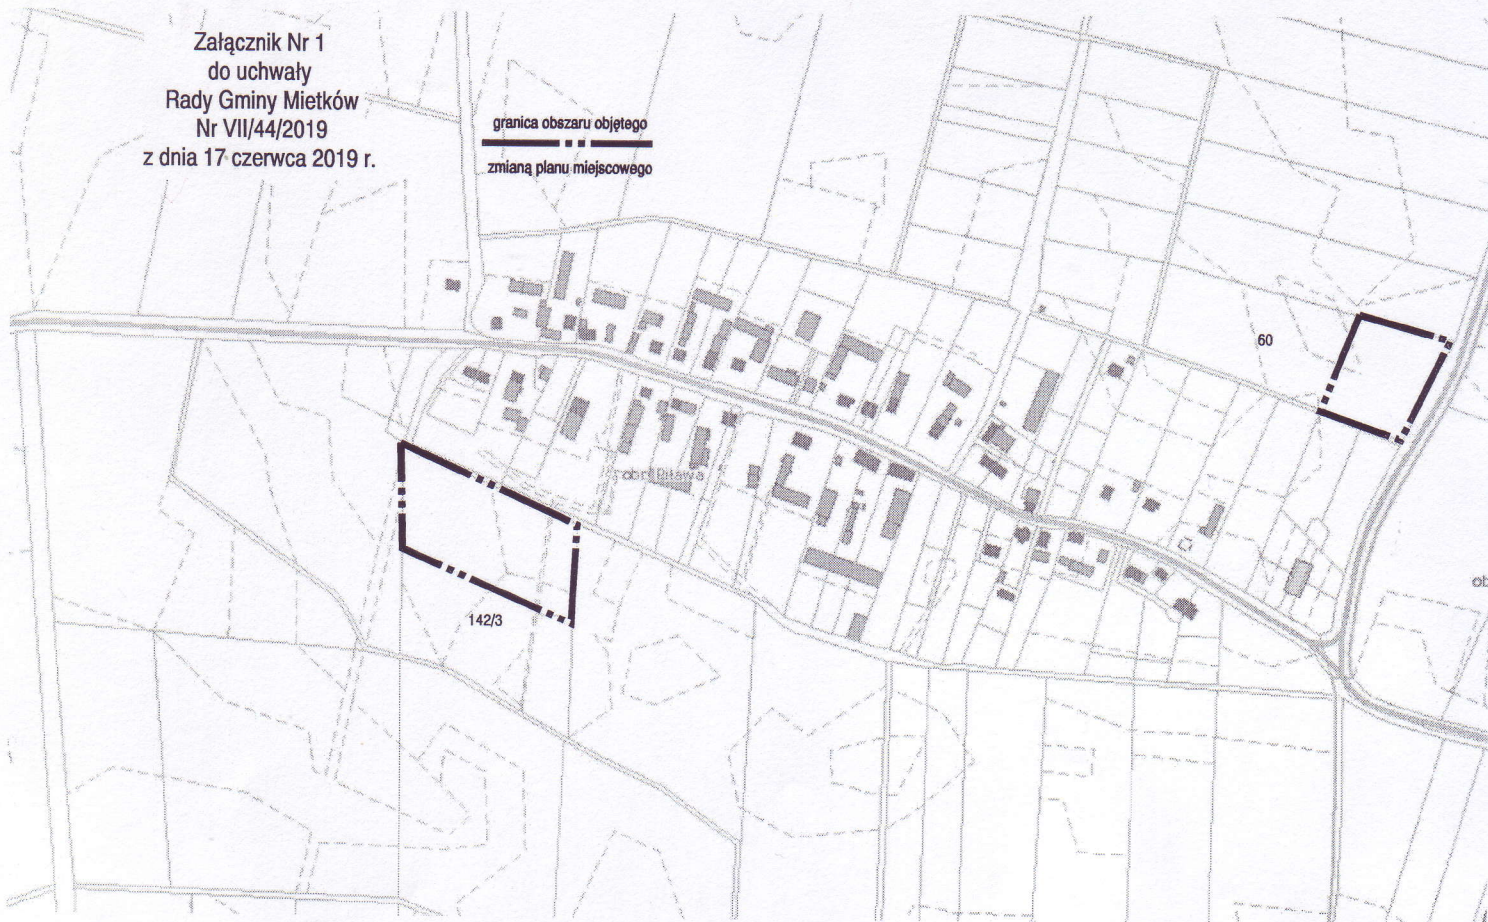 Załącznik Nr 1
do uchwały
Rady Gminy Mietków
Nr VII/44/2019
z dnia 17 czerwca 2019 r.
granica obszaru objętego
zmianą planu miejscowego
60
142/3
ob